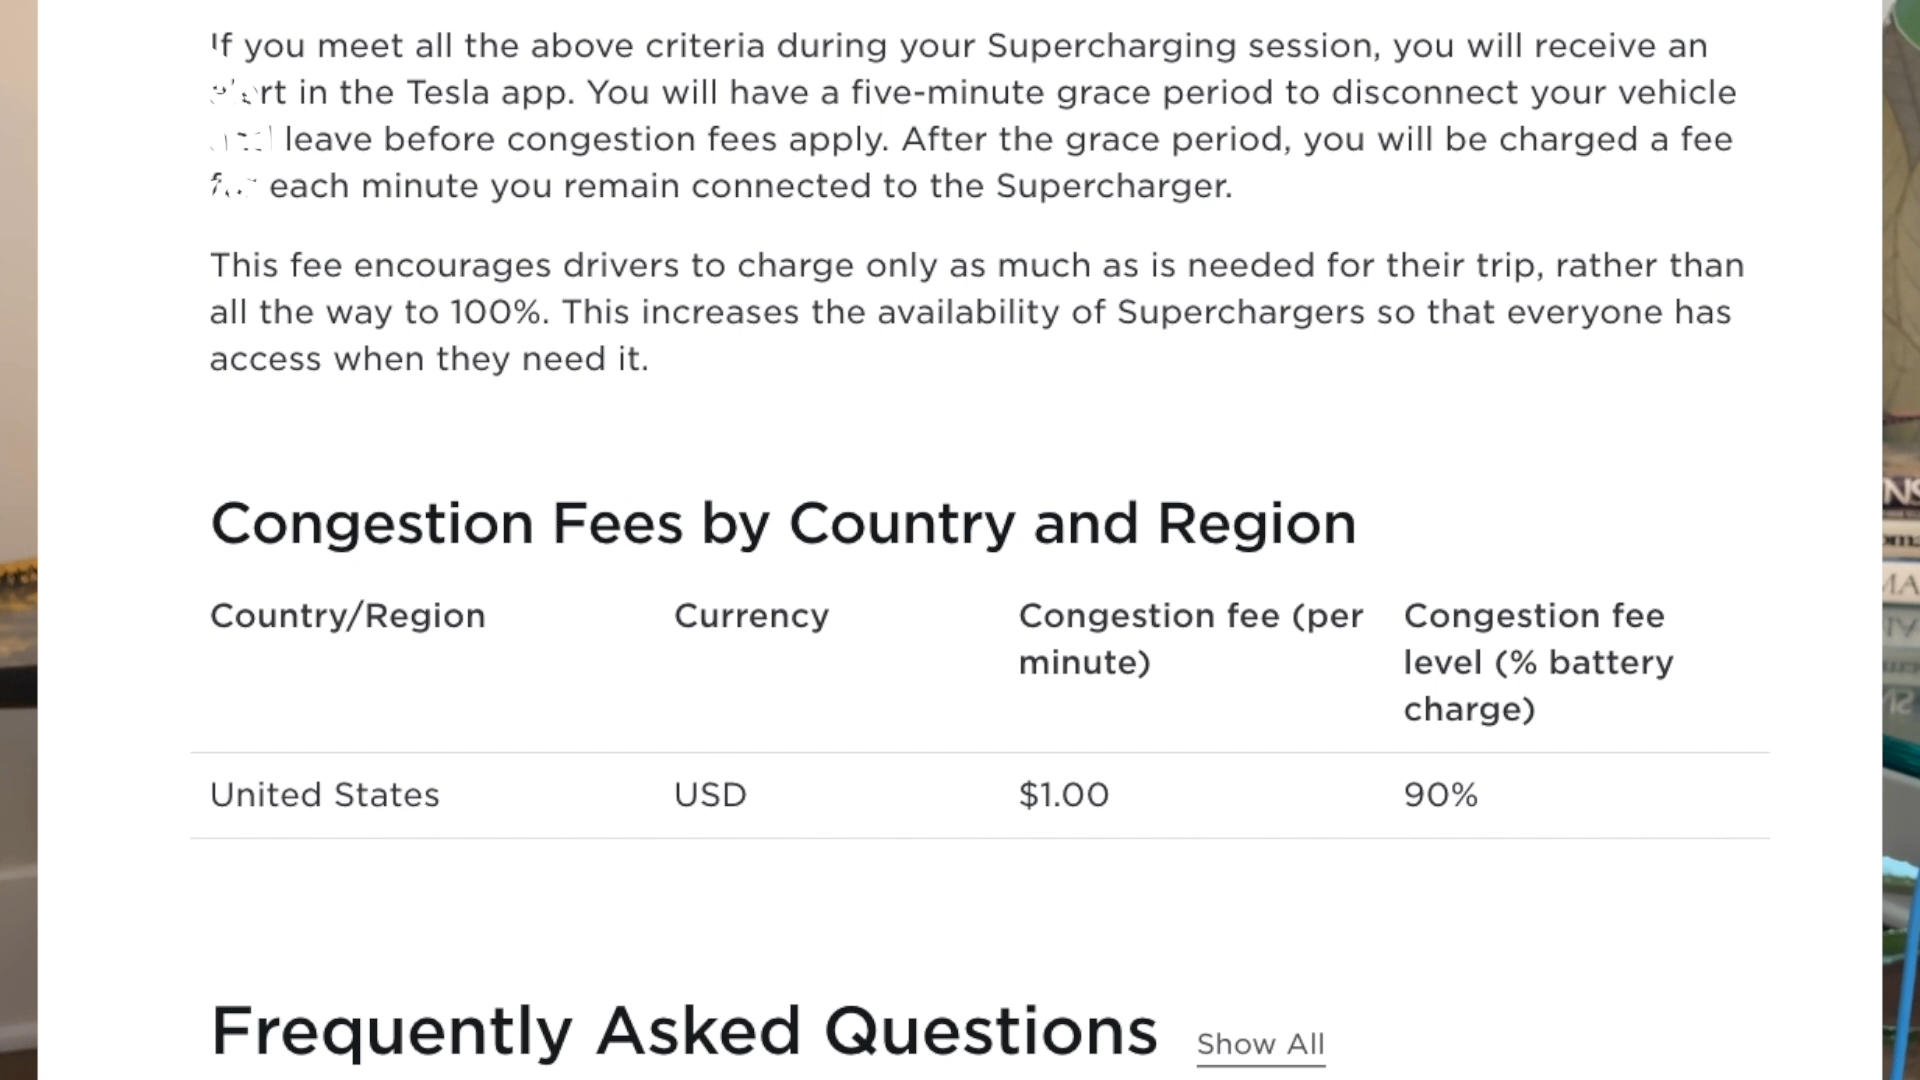 If you meet all the above criteria during your Supercharging session, you will receive an
alert in the Tesla app. You will have a five-minute grace period to disconnect your vehicle
and leave before congestion fees apply. After the grace period, you will be charged a fee
for each minute you remain connected to the Supercharger.
This fee encourages drivers to charge only as much as is needed for their trip, rather than
all the way to 100%. This increases the availability of Superchargers so that everyone has
access when they need it.
Congestion Fees by Country and Region
Country/Region Currency Congestion fee (per minute) Congestion fee level (% battery charge)
United States USD $1.00 90%
Frequently Asked Questions Show All